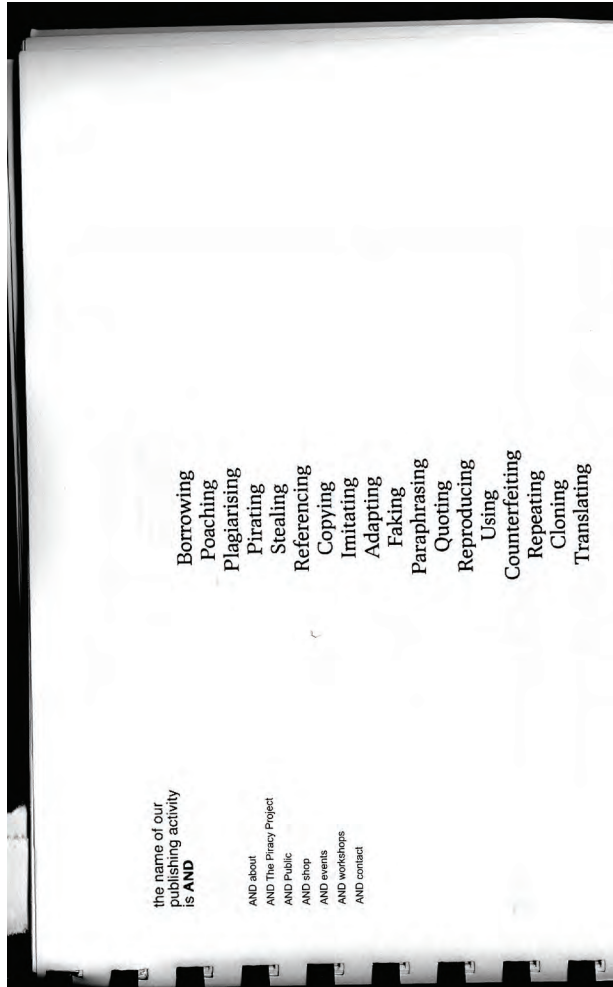 the name of our
publishing activity
is AND
AND about
AND The Piracy Project
AND Public
AND shop
AND events
AND workshops
AND contact
Borrowing
Poaching
Plagiarising
Pirating
Stealing
Referencing
Copying
Imitating
Adapting
Faking
Paraphrasing
Quoting
Reproducing
Using
Counterfeiting
Repeating
Cloning
Translating